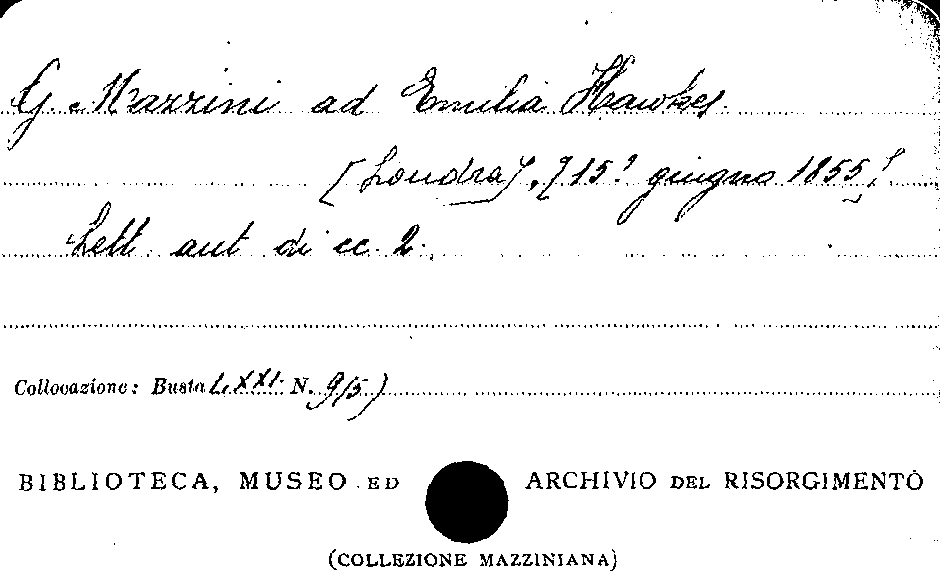 G. Mazzini ad Emilia Hawkes.
[Londra], [15? giugno 1855]
Lett. aut. di cc. 2.
Collocazione: Busta LXXI. N. 9/5)
BIBLIOTECA, MUSEO ED ARCHIVIO DEL RISORGIMENTO
(COLLEZIONE MAZZINIANA)